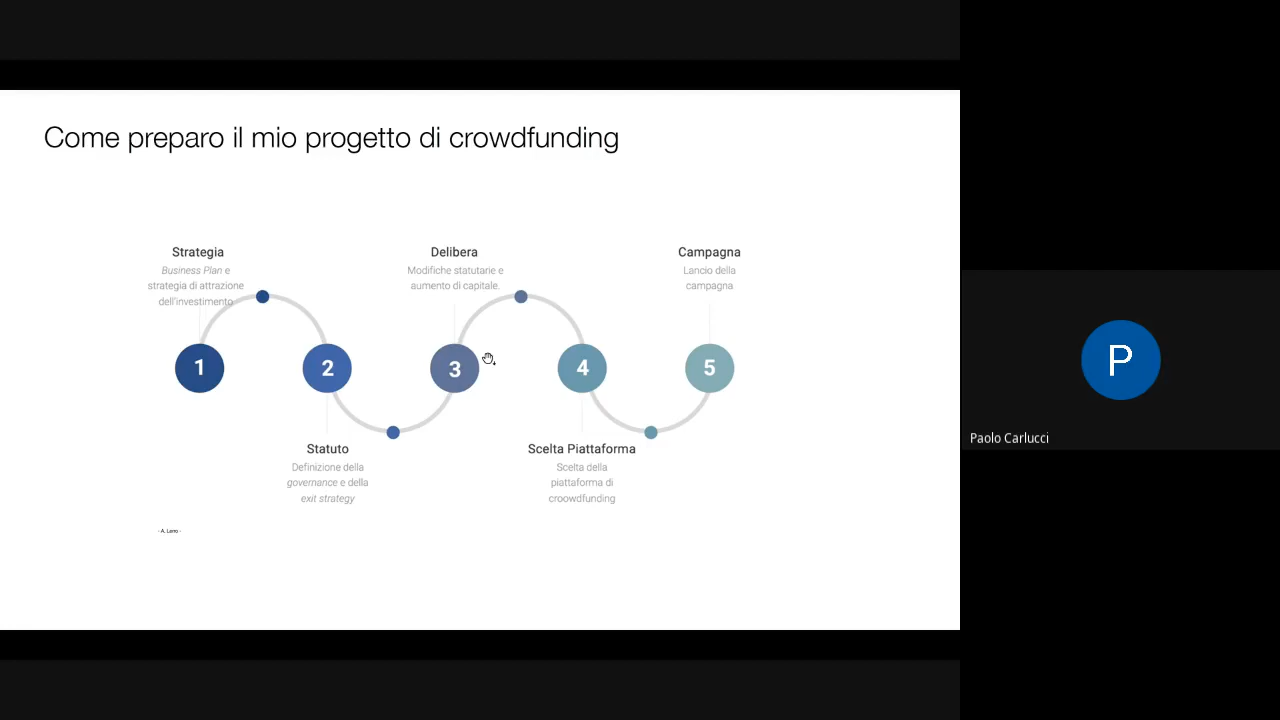 Come preparo il mio progetto di crowdfunding
Strategia
Business Plan e
strategia di attrazione
dell'investimento
Delibera
Modifiche statutarie e
aumento di capitale.
Campagna
Lancio della
campagna
1
2
3
4
5
Statuto
Definizione della
governance e della
exit strategy
Scelta Piattaforma
Scelta della
piattaforma di
croowdfunding
P
Paolo Carlucci